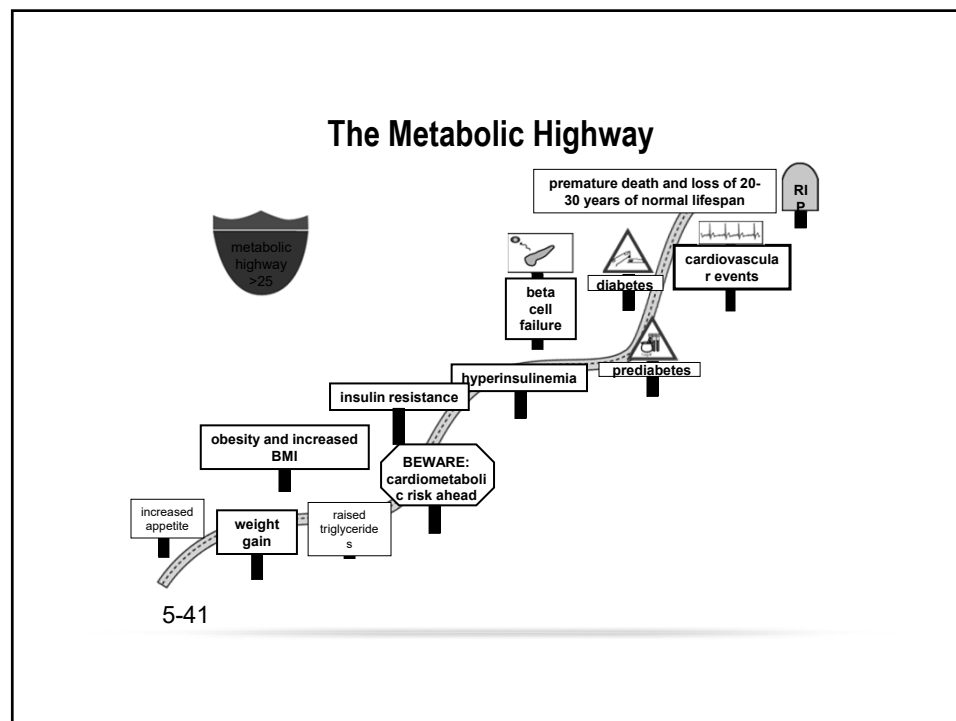 The Metabolic Highway
premature death and loss of 20-
30 years of normal lifespan
RI
P
metabolic
highway
>25
cardiovascula
r events
diabetes
beta
cell
failure
prediabetes
hyperinsulinemia
insulin resistance
obesity and increased
BMI
BEWARE:
cardiometaboli
c risk ahead
increased
appetite
weight
gain
raised
triglyceride
s
5-41